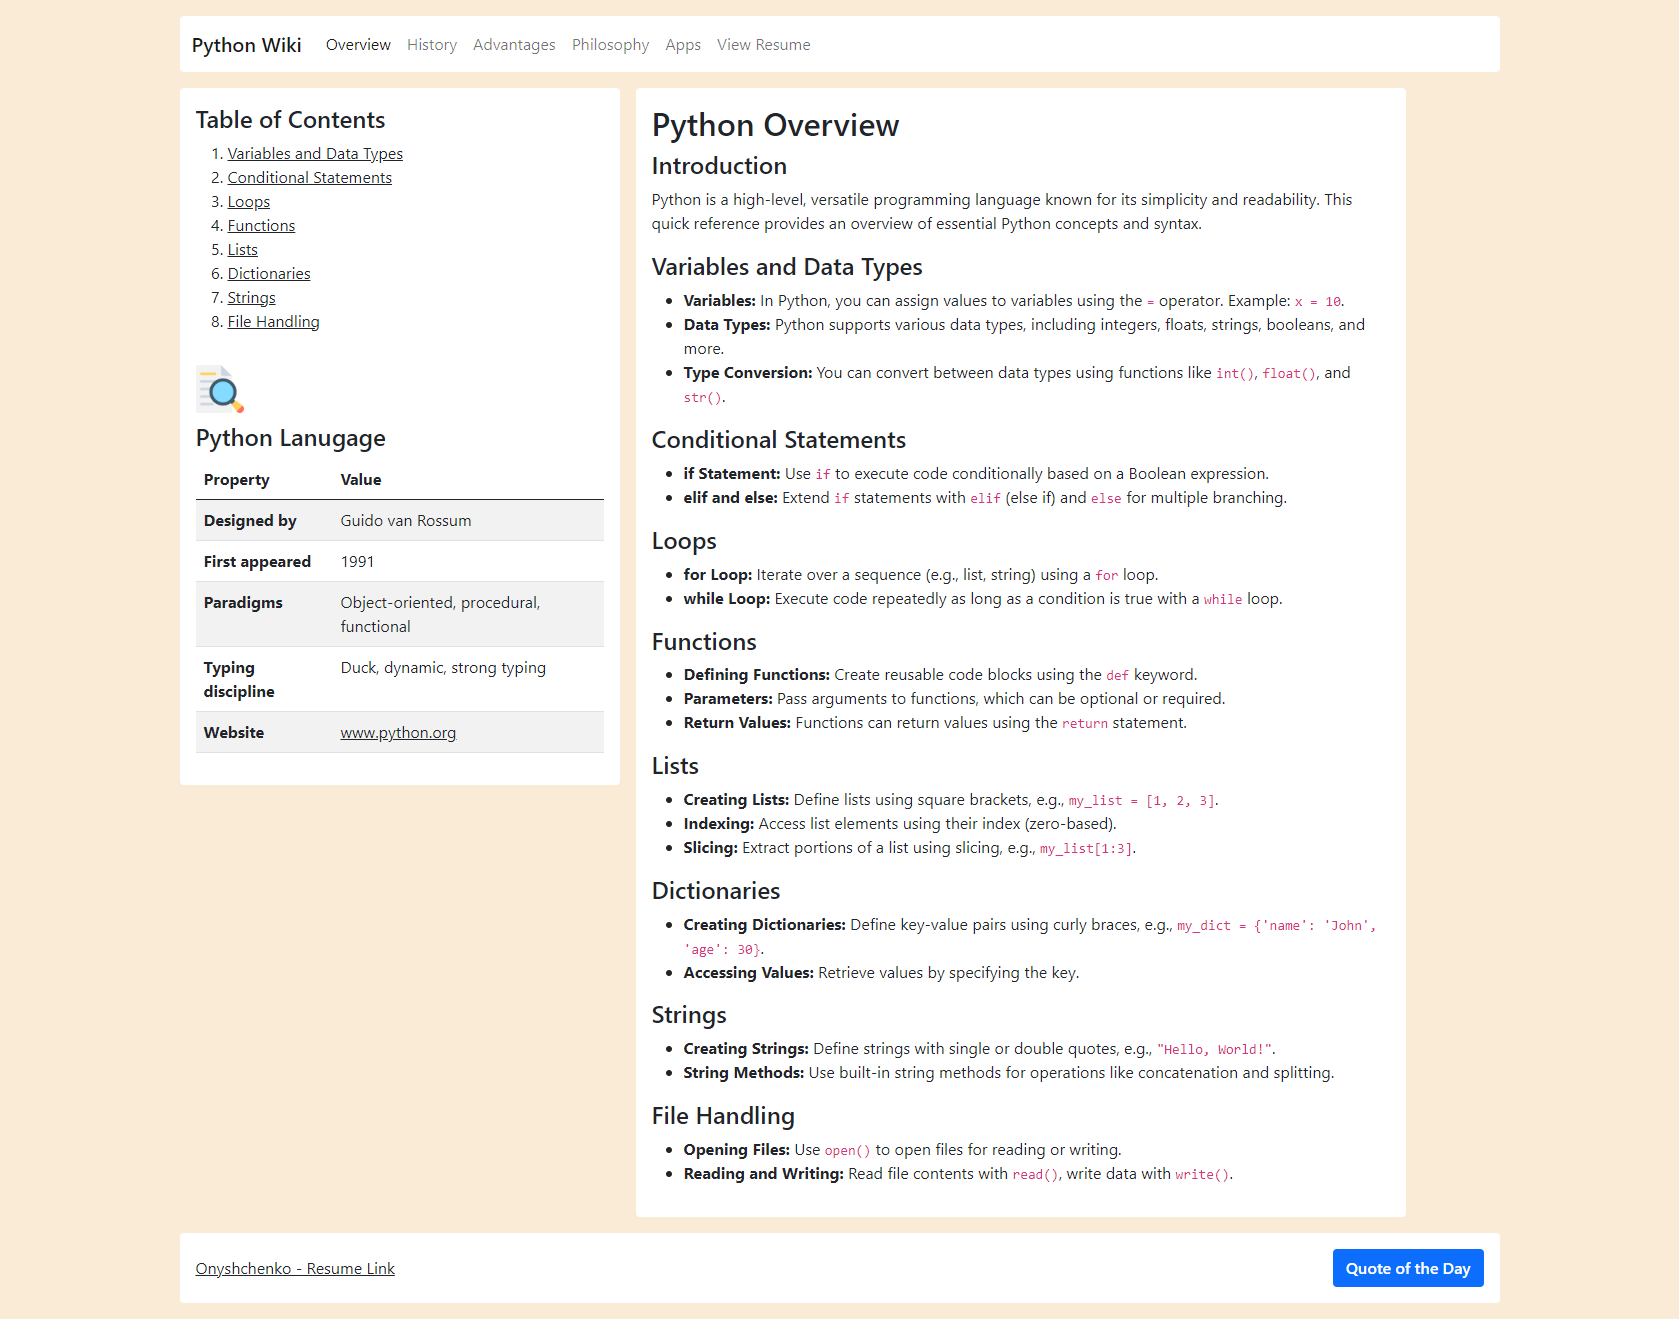 Python Wiki Overview History Advantages Philosophy Apps View Resume
Table of Contents
1. Variables and Data Types
2. Conditional Statements
3. Loops
4. Functions
5. Lists
6. Dictionaries
7. Strings
8. File Handling
Python Lanugage
Property Value
Designed by Guido van Rossum
First appeared 1991
Paradigms Object-oriented, procedural,
functional
Typing Duck, dynamic, strong typing
discipline
Website www.python.org
Python Overview
Introduction
Python is a high-level, versatile programming language known for its simplicity and readability. This
quick reference provides an overview of essential Python concepts and syntax.
Variables and Data Types
• Variables: In Python, you can assign values to variables using the = operator. Example: x = 10.
• Data Types: Python supports various data types, including integers, floats, strings, booleans, and
more.
• Type Conversion: You can convert between data types using functions like int(), float(), and
str().
Conditional Statements
• if Statement: Use if to execute code conditionally based on a Boolean expression.
• elif and else: Extend if statements with elif (else if) and else for multiple branching.
Loops
• for Loop: Iterate over a sequence (e.g., list, string) using a for loop.
• while Loop: Execute code repeatedly as long as a condition is true with a while loop.
Functions
• Defining Functions: Create reusable code blocks using the def keyword.
• Parameters: Pass arguments to functions, which can be optional or required.
• Return Values: Functions can return values using the return statement.
Lists
• Creating Lists: Define lists using square brackets, e.g., my_list = [1, 2, 3].
• Indexing: Access list elements using their index (zero-based).
• Slicing: Extract portions of a list using slicing, e.g., my_list[1:3].
Dictionaries
• Creating Dictionaries: Define key-value pairs using curly braces, e.g., my_dict = {'name': 'John',
'age': 30}.
• Accessing Values: Retrieve values by specifying the key.
Strings
• Creating Strings: Define strings with single or double quotes, e.g., "Hello, World!".
• String Methods: Use built-in string methods for operations like concatenation and splitting.
File Handling
• Opening Files: Use open() to open files for reading or writing.
• Reading and Writing: Read file contents with read(), write data with write().
Onyshchenko - Resume Link
Quote of the Day